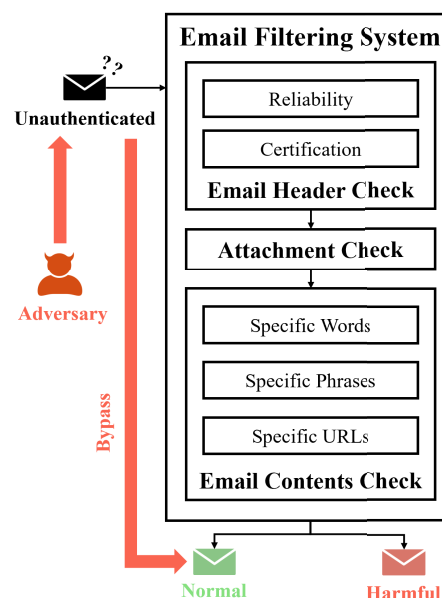 Email Filtering System
??
Unauthenticated
Reliability
Certification
Email Header Check
Attachment Check
Adversary
Specific Words
Specific Phrases
Specific URLs
Email Contents Check
Bypass
Normal
Harmful